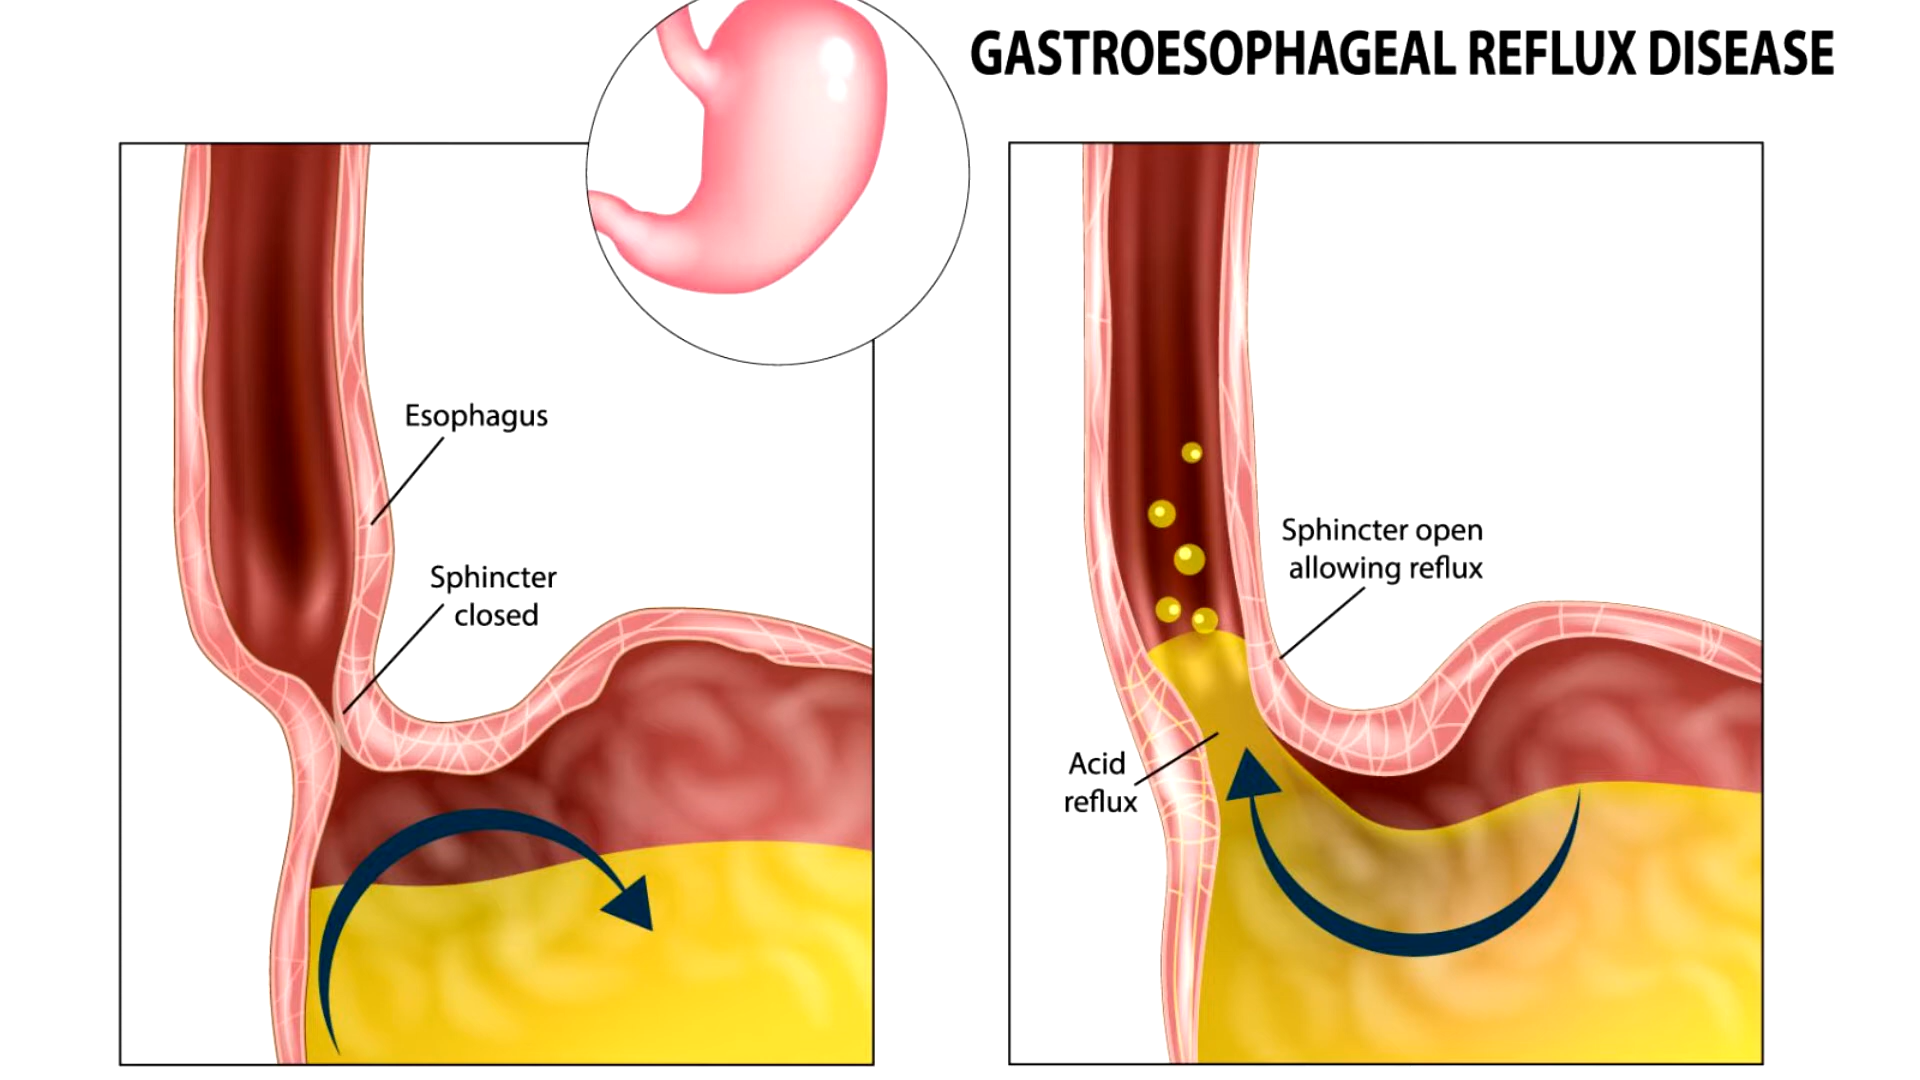 GASTROESOPHAGEAL REFLUX DISEASE
Esophagus
Sphincter
closed
Sphincter open
allowing reflux
Acid
reflux